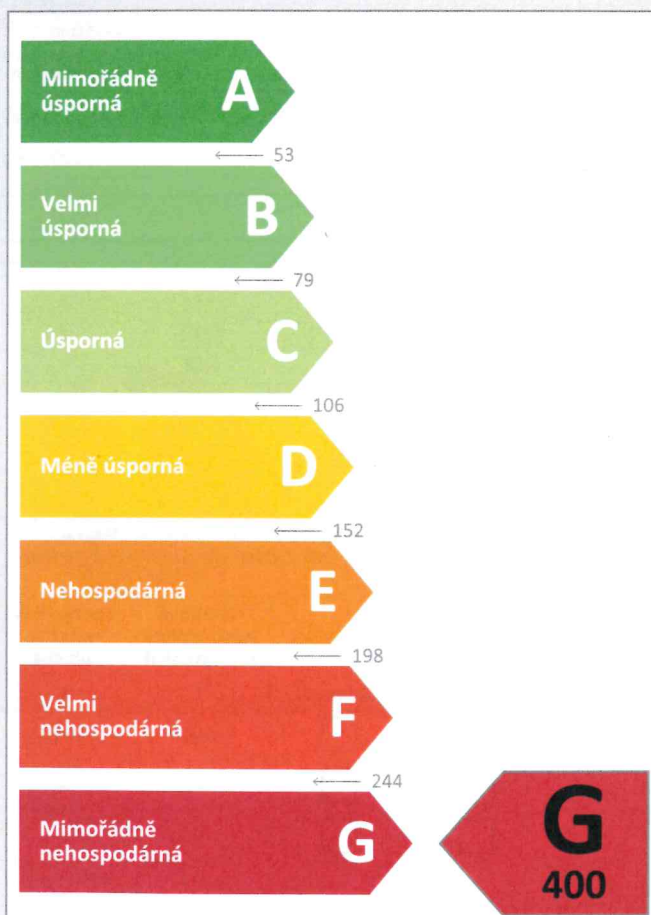 Mimořádně
úsporná
A
← 53
Velmi
úsporná
B
← 79
Úsporná
C
← 106
Méně úsporná
D
← 152
Nehospodárná
E
← 198
Velmi
nehospodárná
F
← 244
Mimořádně
nehospodárná
G
G
400